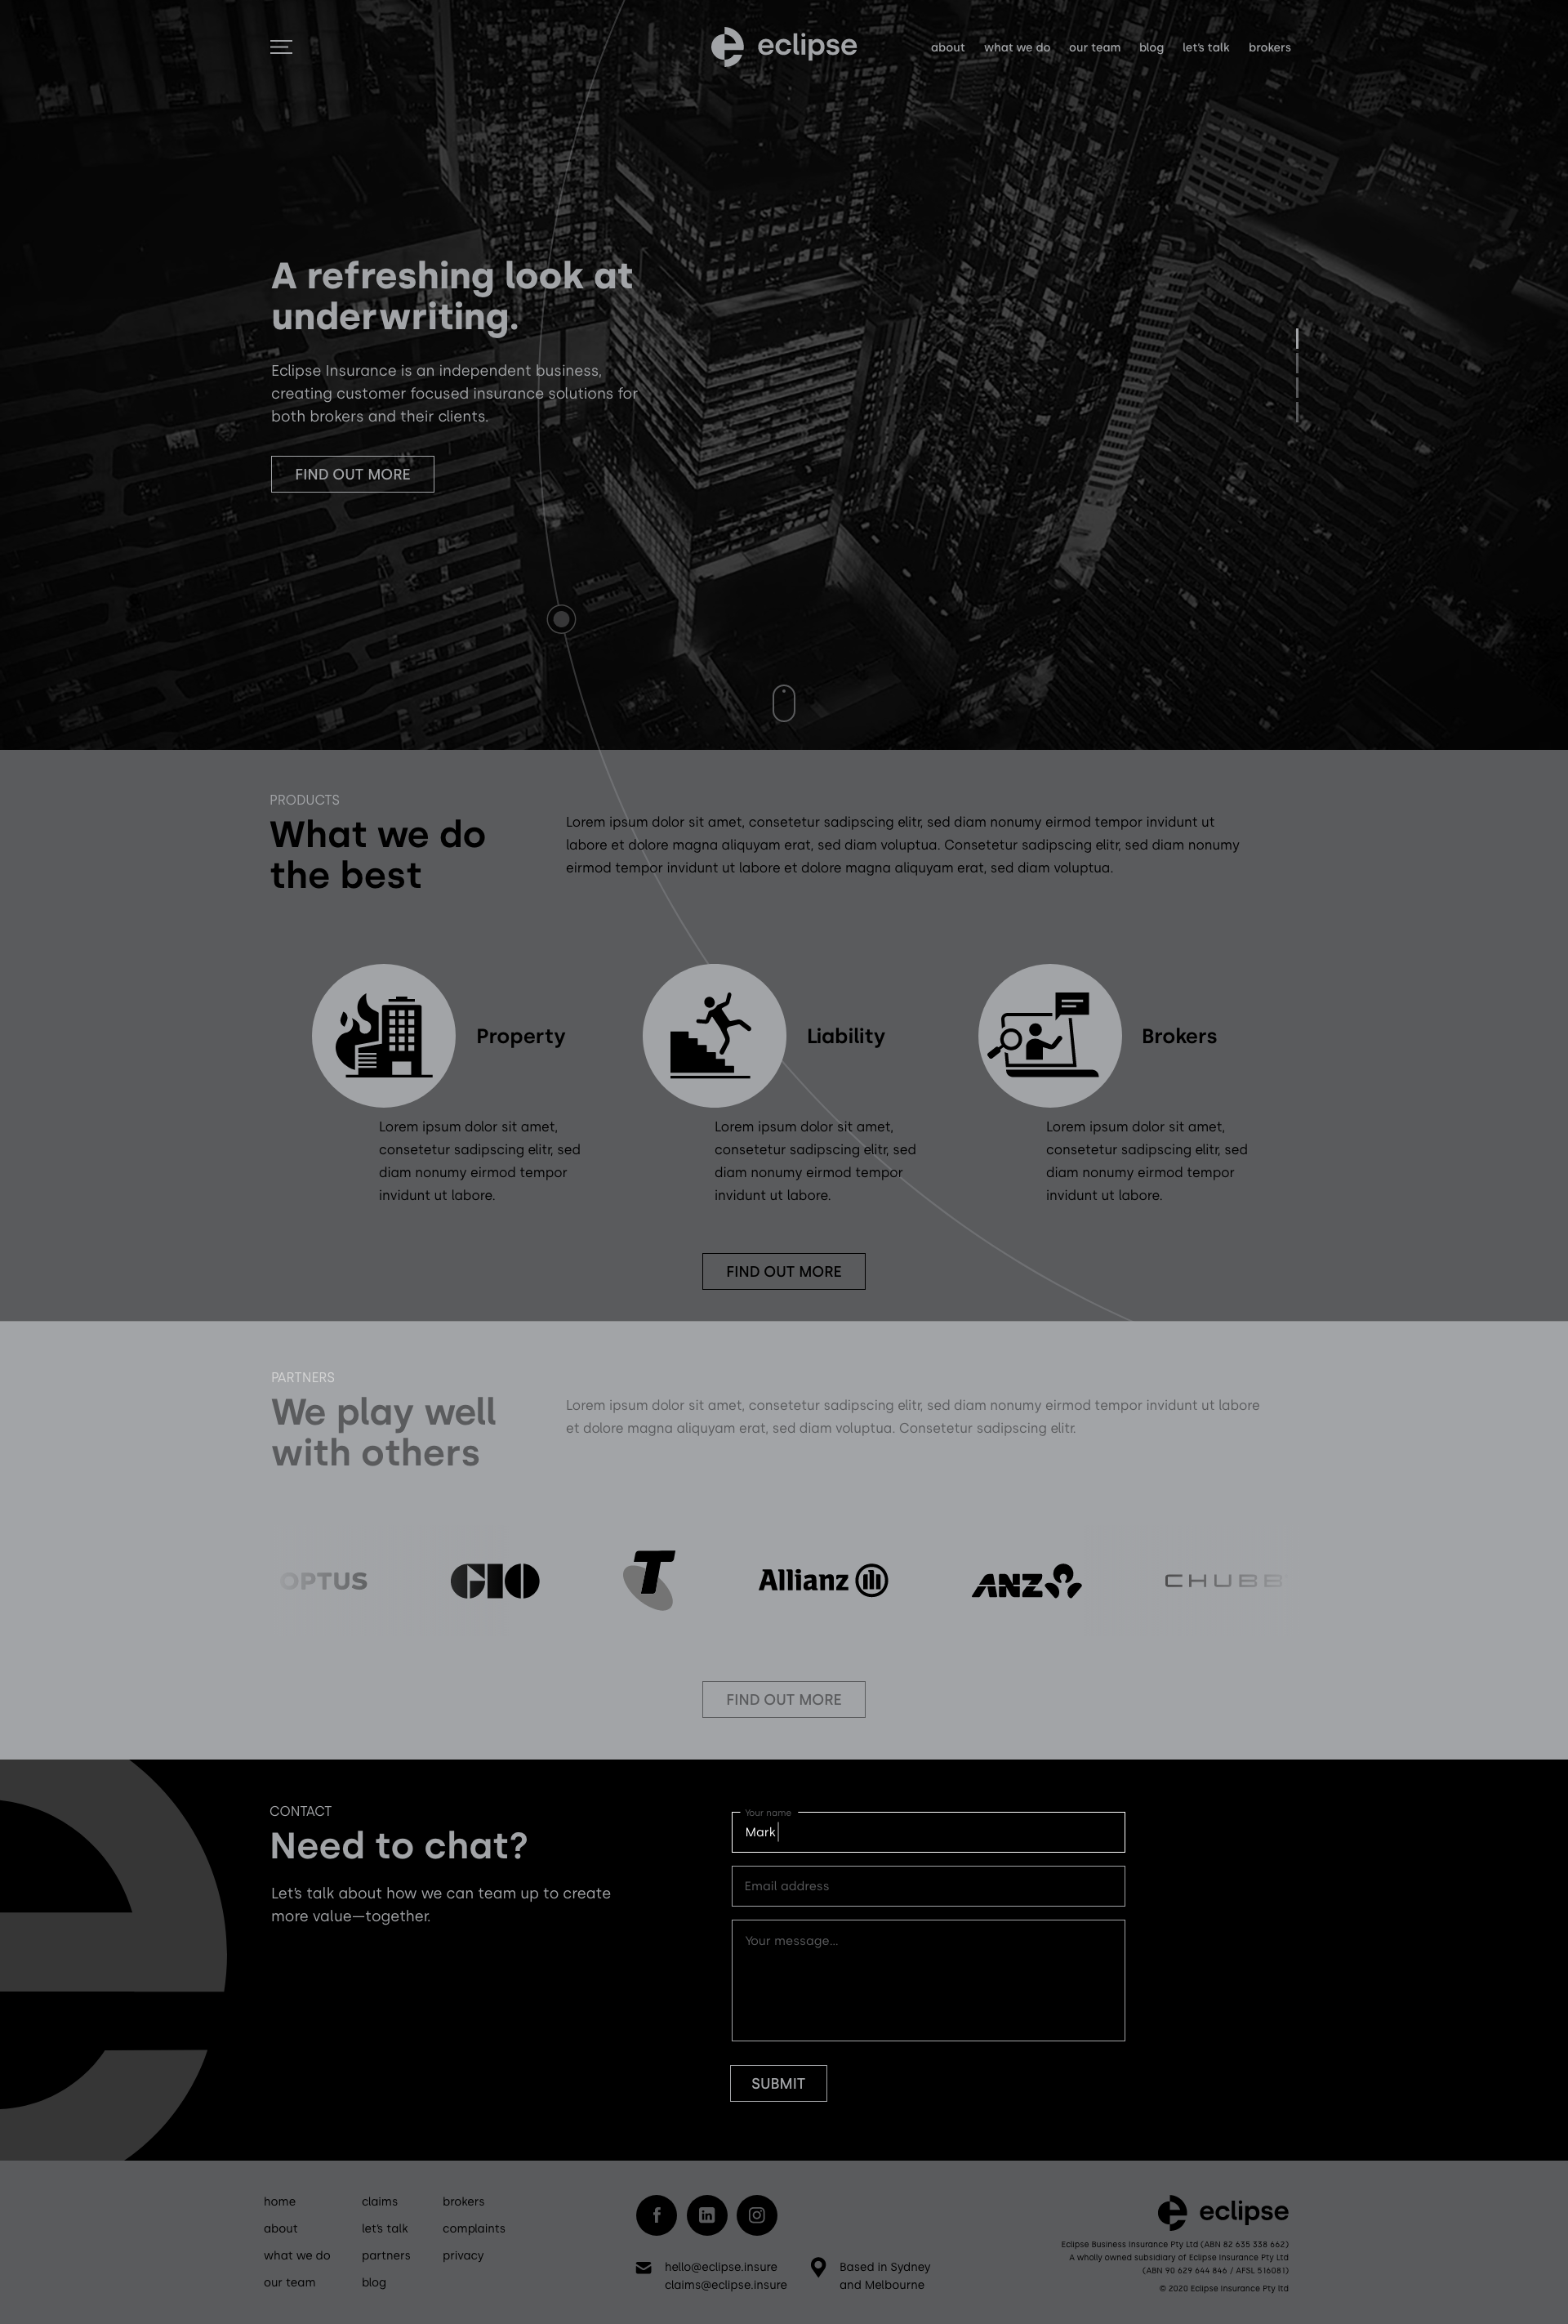 eclipse
about what we do our team blog let's talk brokers
A refreshing look at
underwriting.
Eclipse Insurance is an independent business,
creating customer focused insurance solutions for
both brokers and their clients.
FIND OUT MORE
PRODUCTS
What we do
the best
Lorem ipsum dolor sit amet, consetetur sadipscing elitr, sed diam nonumy eirmod tempor invidunt ut
labore et dolore magna aliquyam erat, sed diam voluptua. Consetetur sadipscing elitr, sed diam nonumy
eirmod tempor invidunt ut labore et dolore magna aliquyam erat, sed diam voluptua.
Property
Lorem ipsum dolor sit amet,
consetetur sadipscing elitr, sed
diam nonumy eirmod tempor
invidunt ut labore.
Liability
Lorem ipsum dolor sit amet,
consetetur sadipscing elitr, sed
diam nonumy eirmod tempor
invidunt ut labore.
Brokers
Lorem ipsum dolor sit amet,
consetetur sadipscing elitr, sed
diam nonumy eirmod tempor
invidunt ut labore.
FIND OUT MORE
PARTNERS
We play well
with others
Lorem ipsum dolor sit amet, consetetur sadipscing elitr, sed diam nonumy eirmod tempor invidunt ut labore
et dolore magna aliquyam erat, sed diam voluptua. Consetetur sadipscing elitr.
OPTUS GIO T Allianz ANZ CHUBB
FIND OUT MORE
CONTACT
Need to chat?
Let's talk about how we can team up to create
more value—together.
Your name
Mark
Email address
Your message...
SUBMIT
home
about
what we do
our team
claims
let's talk
partners
blog
brokers
complaints
privacy
f in
hello@eclipse.insure
claims@eclipse.insure
Based in Sydney
and Melbourne
eclipse
Eclipse Business Insurance Pty Ltd (ABN 82 635 338 662)
A wholly owned subsidiary of Eclipse Insurance Pty Ltd
(ABN 90 629 644 846 / AFSL 516081)
© 2020 Eclipse Insurance Pty ltd